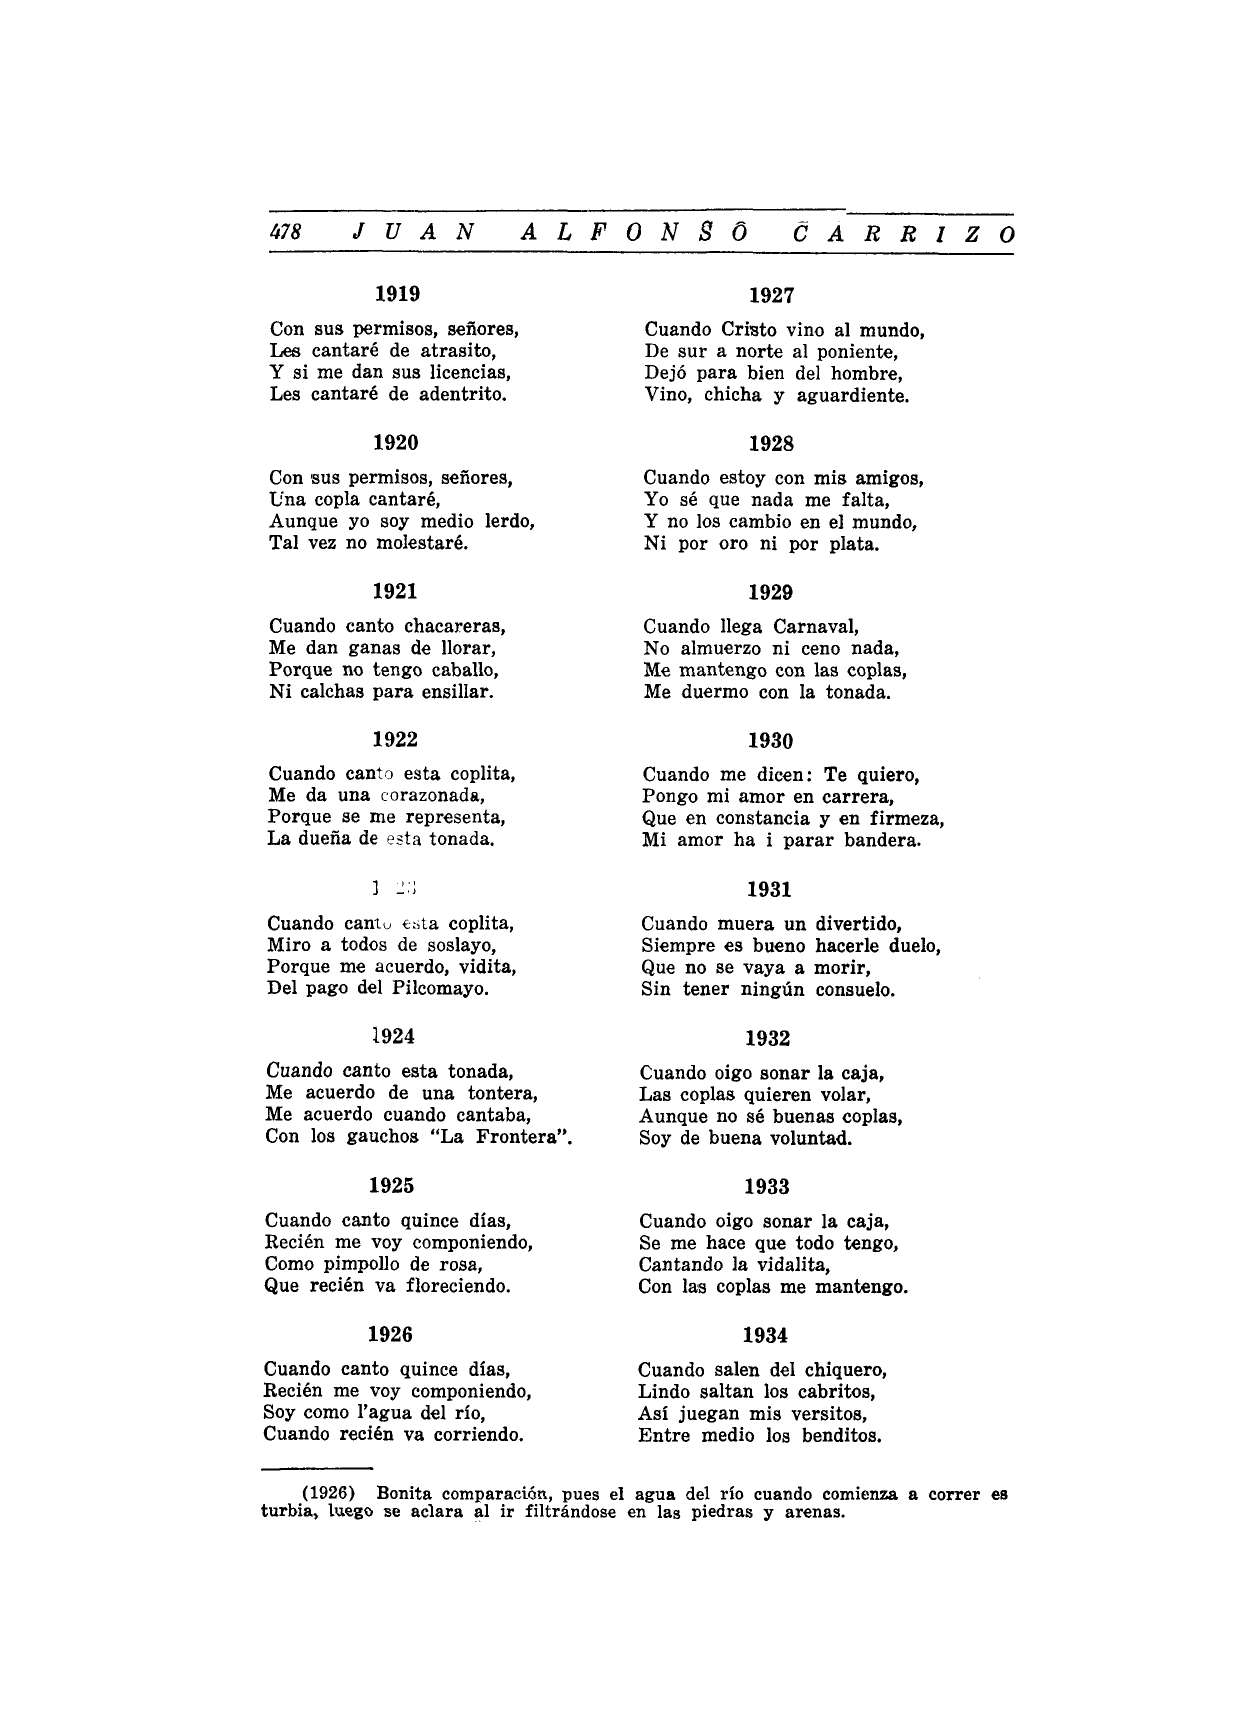 478 JUAN ALFONSO CARRIZO
1919
Con sus permisos, señores,
Les cantaré de atrasito,
Y si me dan sus licencias,
Les cantaré de adentrito.
1920
Con sus permisos, señores,
Una copla cantaré,
Aunque yo soy medio lerdo,
Tal vez no molestaré.
1921
Cuando canto chacareras,
Me dan ganas de llorar,
Porque no tengo caballo,
Ni calchas para ensillar.
1922
Cuando canto esta coplita,
Me da una corazonada,
Porque se me representa,
La dueña de esta tonada.
1923
Cuando canto esta coplita,
Miro a todos de soslayo,
Porque me acuerdo, vidita,
Del pago del Pilcomayo.
1924
Cuando canto esta tonada,
Me acuerdo de una tontera,
Me acuerdo cuando cantaba,
Con los gauchos “La Frontera”.
1925
Cuando canto quince días,
Recién me voy componiendo,
Como pimpollo de rosa,
Que recién va floreciendo.
1926
Cuando canto quince días,
Recién me voy componiendo,
Soy como l’agua del río,
Cuando recién va corriendo.
1927
Cuando Cristo vino al mundo,
De sur a norte al poniente,
Dejó para bien del hombre,
Vino, chicha y aguardiente.
1928
Cuando estoy con mis amigos,
Yo sé que nada me falta,
Y no los cambio en el mundo,
Ni por oro ni por plata.
1929
Cuando llega Carnaval,
No almuerzo ni ceno nada,
Me mantengo con las coplas,
Me duermo con la tonada.
1930
Cuando me dicen: Te quiero,
Pongo mi amor en carrera,
Que en constancia y en firmeza,
Mi amor ha i parar bandera.
1931
Cuando muera un divertido,
Siempre es bueno hacerle duelo,
Que no se vaya a morir,
Sin tener ningún consuelo.
1932
Cuando oigo sonar la caja,
Las coplas quieren volar,
Aunque no sé buenas coplas,
Soy de buena voluntad.
1933
Cuando oigo sonar la caja,
Se me hace que todo tengo,
Cantando la vidalita,
Con las coplas me mantengo.
1934
Cuando salen del chiquero,
Lindo saltan los cabritos,
Así juegan mis versitos,
Entre medio los benditos.
(1926) Bonita comparación, pues el agua del río cuando comienza a correr es
turbia, luego se aclara al ir filtrándose en las piedras y arenas.